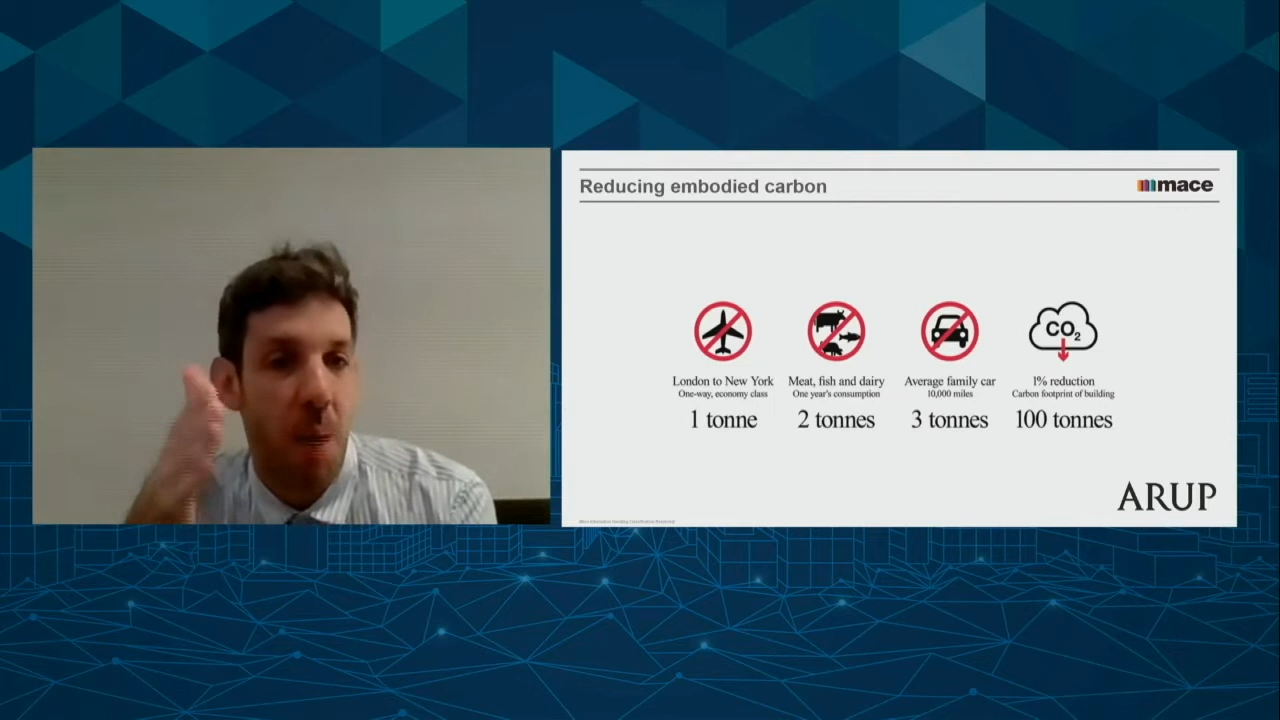 Reducing embodied carbon
mace
CO2
London to New York
One-way, economy class
1 tonne
Meat, fish and dairy
One year's consumption
2 tonnes
Average family car
10,000 miles
3 tonnes
1% reduction
Carbon footprint of building
100 tonnes
ARUP